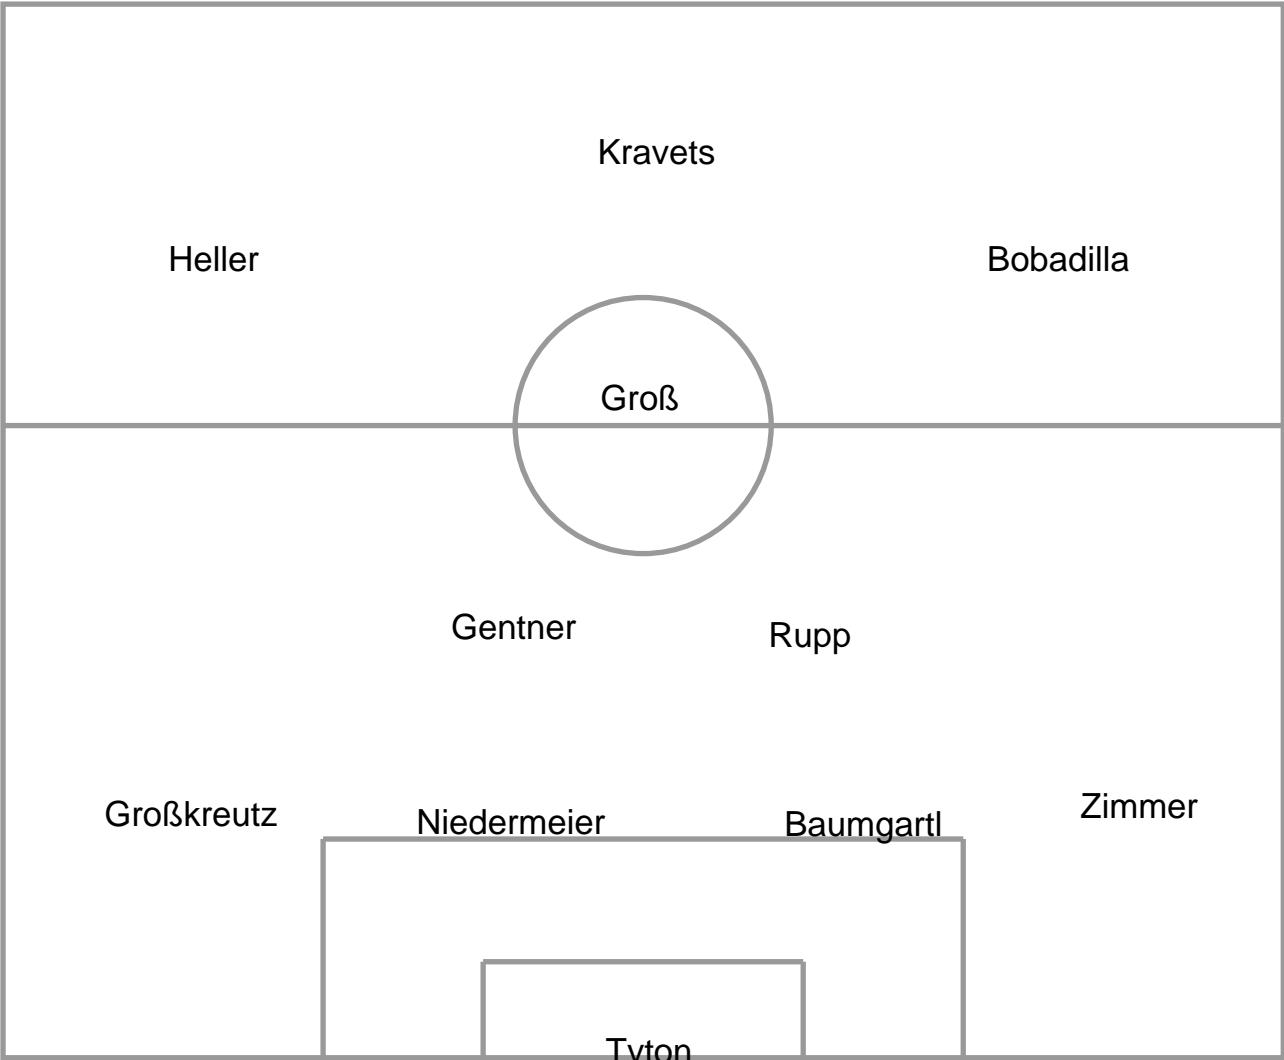 Kravets
Heller
Bobadilla
Groß
Gentner
Rupp
Großkreutz
Niedermeier
Baumgartl
Zimmer
Tyton